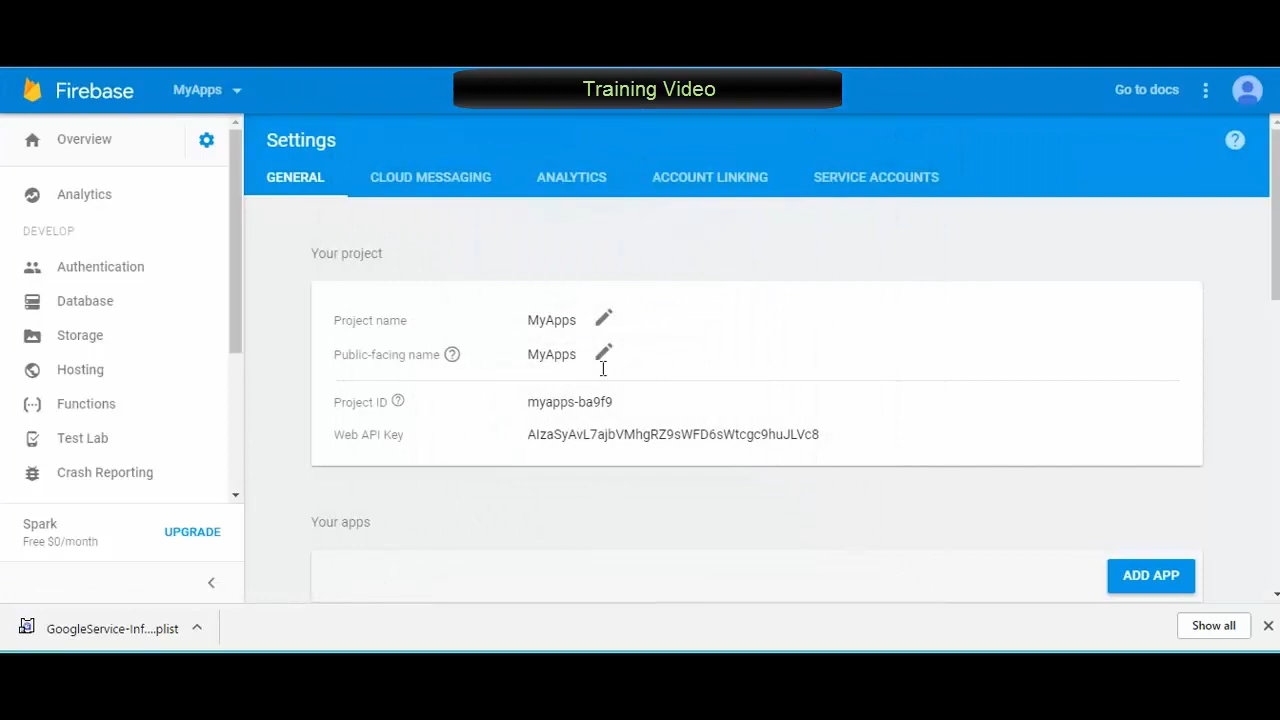 Training Video
Firebase
MyApps
Go to docs
Overview
Settings
GENERAL
CLOUD MESSAGING
ANALYTICS
ACCOUNT LINKING
SERVICE ACCOUNTS
Analytics
DEVELOP
Authentication
Database
Storage
Hosting
Functions
Test Lab
Crash Reporting
Spark
Free $0/month
UPGRADE
Your project
Project name MyApps
Public-facing name MyApps
Project ID myapps-ba9f9
Web API Key AIzaSyAvL7ajbVMhgRZ9sWFD6sWtcgc9huJLVc8
Your apps
ADD APP
GoogleService-Inf....plist
Show all